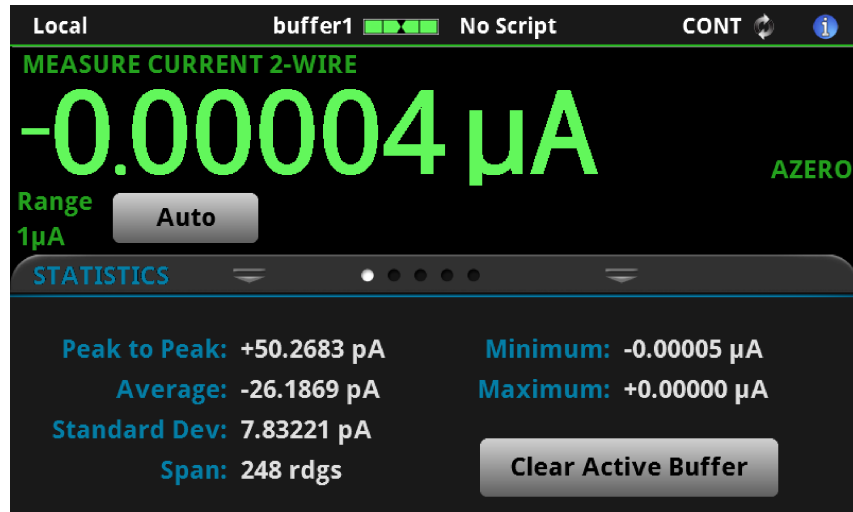 Local buffer1 No Script CONT i
MEASURE CURRENT 2-WIRE
-0.00004 µA
AZERO
Range
1µA
Auto
STATISTICS
Peak to Peak: +50.2683 pA
Average: -26.1869 pA
Standard Dev: 7.83221 pA
Span: 248 rdgs
Minimum: -0.00005 µA
Maximum: +0.00000 µA
Clear Active Buffer